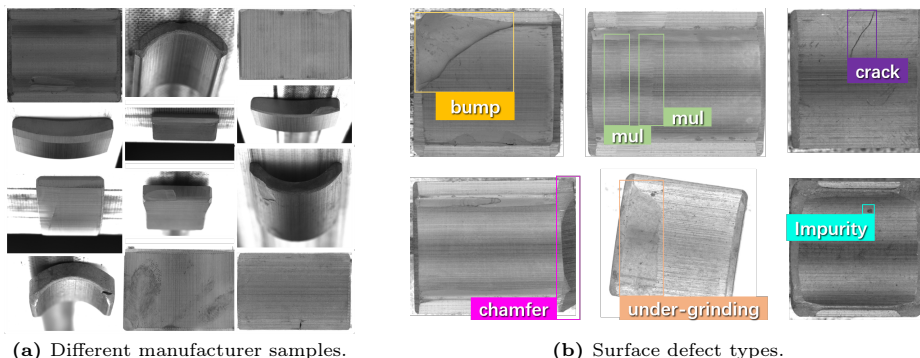 bump
mul
mul
crack
chamfer
under-grinding
Impurity
(a) Different manufacturer samples.
(b) Surface defect types.